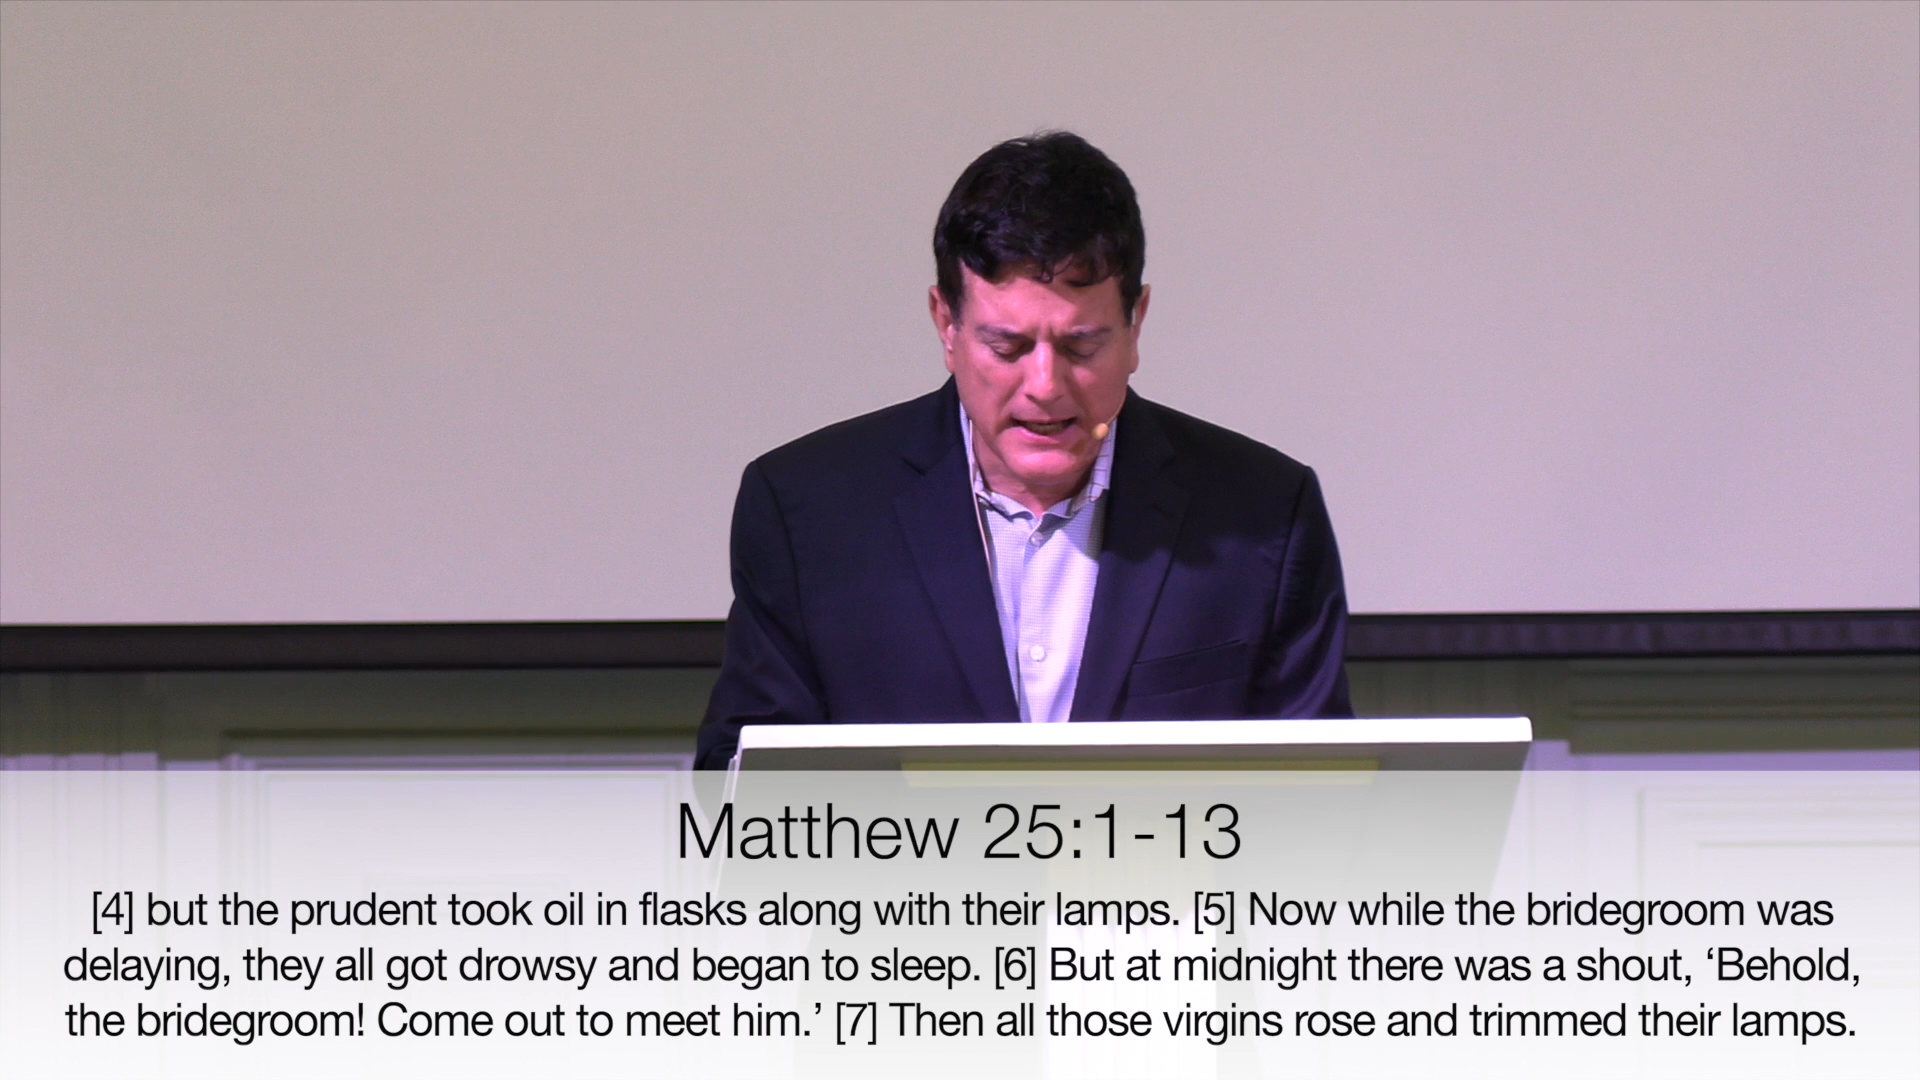 Matthew 25:1-13
[4] but the prudent took oil in flasks along with their lamps. [5] Now while the bridegroom was
delaying, they all got drowsy and began to sleep. [6] But at midnight there was a shout, ‘Behold,
the bridegroom! Come out to meet him.’ [7] Then all those virgins rose and trimmed their lamps.